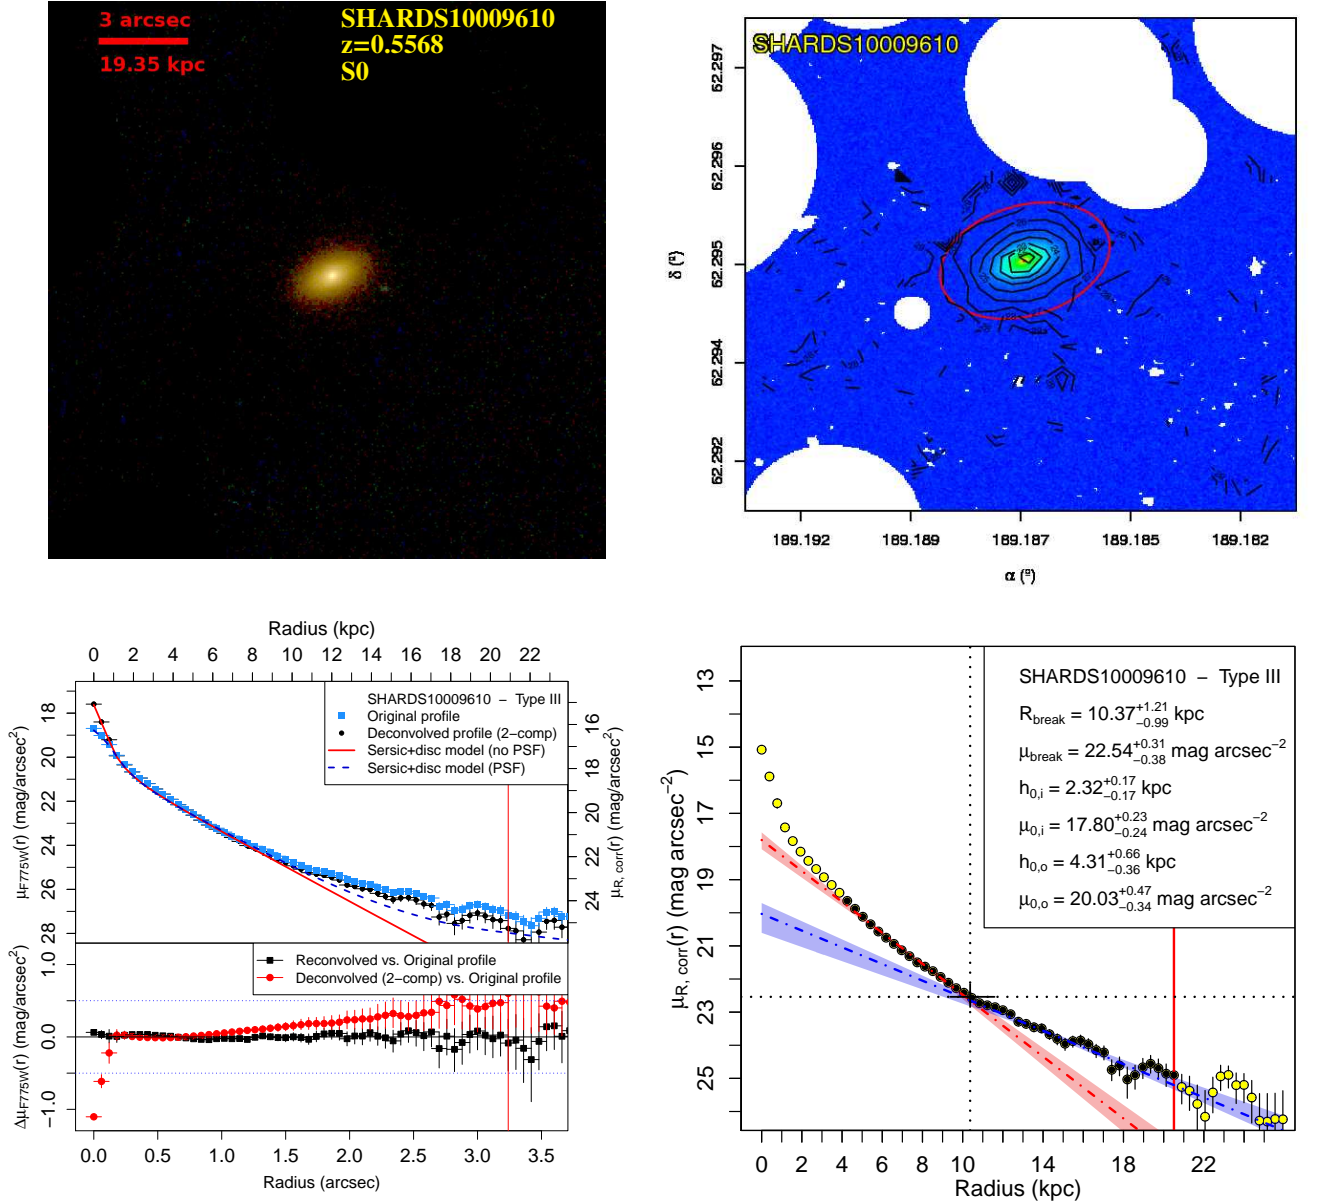 3 arcsec
19.35 kpc
SHARDS10009610
z=0.5568
S0
SHARDS10009610
62.297
62.296
62.295
62.294
62.292
δ (º)
189.192
189.189
189.187
189.185
189.182
α (º)
Radius (kpc)
0 2 4 6 8 10 12 14 16 18 20 22
SHARDS10009610 – Type III
Original profile
Deconvolved profile (2−comp)
Sersic+disc model (no PSF)
Sersic+disc model (PSF)
18 20 22 24 26 28
μF775W(r) (mag/arcsec²)
16 18 20 22 24
μR, corr(r) (mag/arcsec²)
Reconvolved vs. Original profile
Deconvolved (2−comp) vs. Original profile
1.0 0.0 −1.0
ΔμF775W(r) (mag/arcsec²)
0.0 0.5 1.0 1.5 2.0 2.5 3.0 3.5
Radius (arcsec)
SHARDS10009610 – Type III
Rbreak = 10.37 +1.21 −0.99 kpc
μbreak = 22.54 +0.31 −0.38 mag arcsec−2
h0,i = 2.32 +0.17 −0.17 kpc
μ0,i = 17.80 +0.23 −0.24 mag arcsec−2
h0,o = 4.31 +0.66 −0.36 kpc
μ0,o = 20.03 +0.47 −0.34 mag arcsec−2
13 15 17 19 21 23 25
μR, corr(r) (mag arcsec−2)
0 2 4 6 8 10 14 18 22
Radius (kpc)